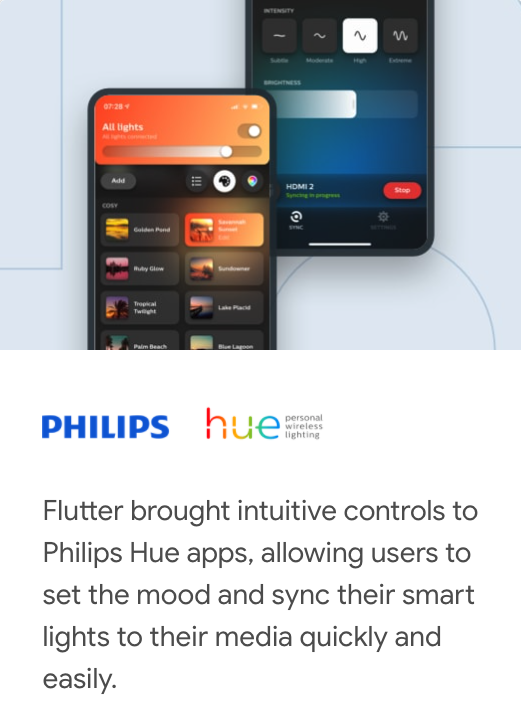 INTENSITY
Subtle Moderate High Extreme
BRIGHTNESS
HDMI 2
Syncing in progress
Stop
SYNC SETTINGS
07:28
All lights
All lights connected
Add
COSY
Golden Pond
Savannah
Sunset
Edit
Ruby Glow
Sundowner
Tropical
Twilight
Lake Placid
Palm Beach
Blue Lagoon
PHILIPS
hue personal
wireless
lighting
Flutter brought intuitive controls to
Philips Hue apps, allowing users to
set the mood and sync their smart
lights to their media quickly and
easily.